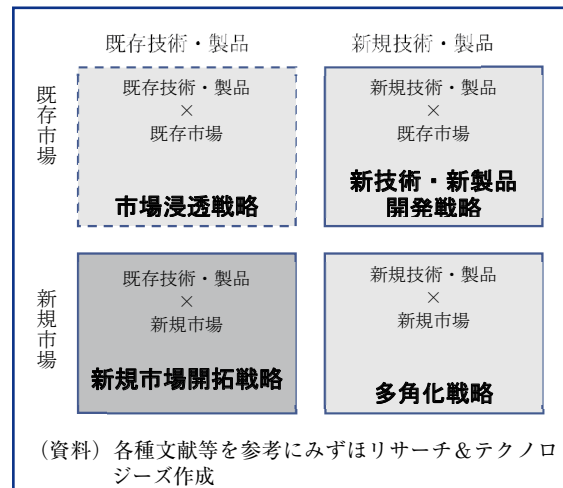 既存技術・製品
新規技術・製品
既存市場
既存技術・製品
×
既存市場
市場浸透戦略
新規技術・製品
×
既存市場
新技術・新製品
開発戦略
新規市場
既存技術・製品
×
新規市場
新規市場開拓戦略
新規技術・製品
×
新規市場
多角化戦略
（資料）各種文献等を参考にみずほリサーチ＆テクノロ
ジーズ作成